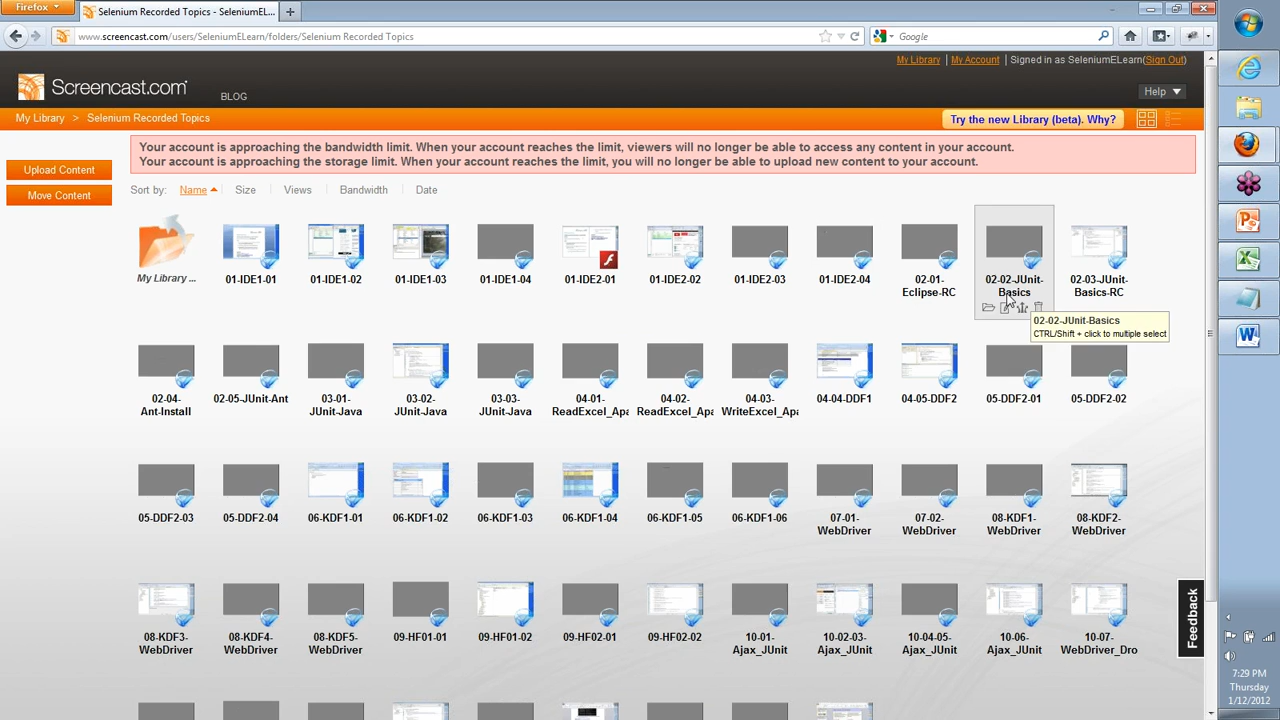 Firefox
Selenium Recorded Topics - SeleniumEL...
www.screencast.com/users/SeleniumELearn/folders/Selenium Recorded Topics
Google
My Library | My Account | Signed in as SeleniumELearn(Sign Out)
Screencast.com
BLOG
Help
My Library > Selenium Recorded Topics
Try the new Library (beta). Why?
Your account is approaching the bandwidth limit. When your account reaches the limit, viewers will no longer be able to access any content in your account.
Your account is approaching the storage limit. When your account reaches the limit, you will no longer be able to upload new content to your account.
Upload Content
Move Content
Sort by: Name Size Views Bandwidth Date
My Library ... 01-IDE1-01 01-IDE1-02 01-IDE1-03 01-IDE1-04 01-IDE2-01 01-IDE2-02 01-IDE2-03 01-IDE2-04 02-01- 02-02-JUnit- 02-03-JUnit-
Eclipse-RC Basics Basics-RC
02-02-JUnit-Basics
CTRL/Shift + click to multiple select
02-04- 02-05-JUnit-Ant 03-01- 03-02- 03-03- 04-01- 04-02- 04-03- 04-04-DDF1 04-05-DDF2 05-DDF2-01 05-DDF2-02
Ant-Install JUnit-Java JUnit-Java JUnit-Java ReadExcel_Apa ReadExcel_Apa WriteExcel_Apa
05-DDF2-03 05-DDF2-04 06-KDF1-01 06-KDF1-02 06-KDF1-03 06-KDF1-04 06-KDF1-05 06-KDF1-06 07-01- 07-02- 08-KDF1- 08-KDF2-
WebDriver WebDriver WebDriver WebDriver
08-KDF3- 08-KDF4- 08-KDF5- 09-HF01-01 09-HF01-02 09-HF02-01 09-HF02-02 10-01- 10-02-03- 10-04-05- 10-06- 10-07-
WebDriver WebDriver WebDriver Ajax_JUnit Ajax_JUnit Ajax_JUnit Ajax_JUnit WebDriver_Dro
Feedback
7:29 PM
Thursday
1/12/2012